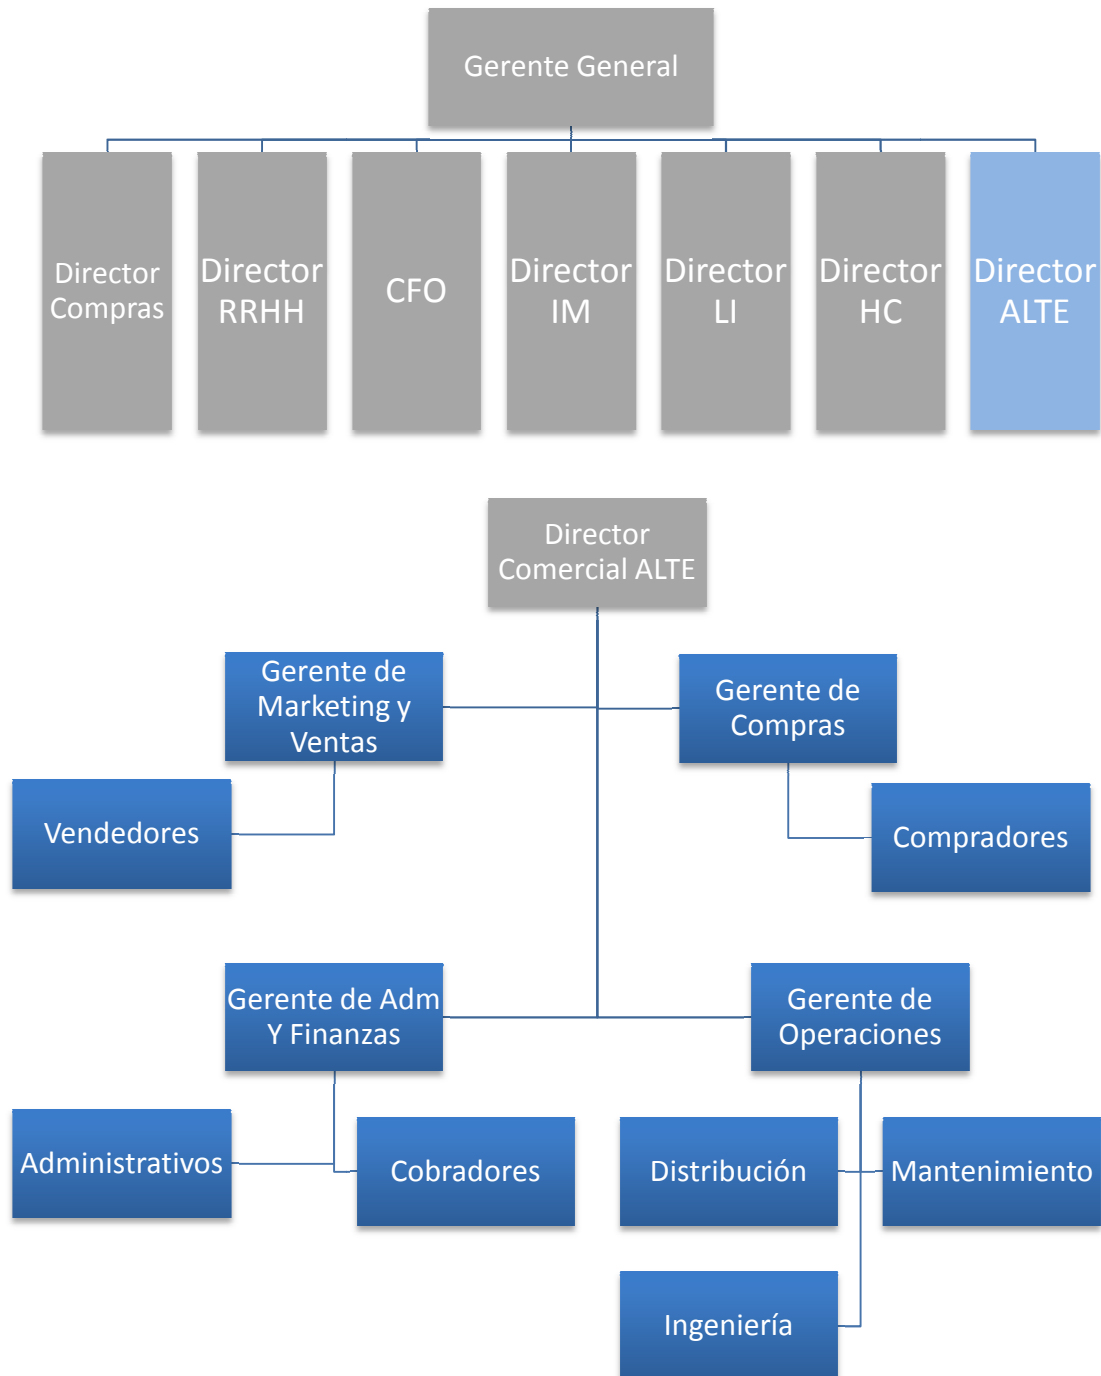 Gerente General
Director
Compras
Director
RRHH
CFO
Director
IM
Director
LI
Director
HC
Director
ALTE
Director
Comercial ALTE
Gerente de
Marketing y
Ventas
Gerente de
Compras
Vendedores
Compradores
Gerente de Adm
Y Finanzas
Gerente de
Operaciones
Administrativos
Cobradores
Distribución
Mantenimiento
Ingeniería